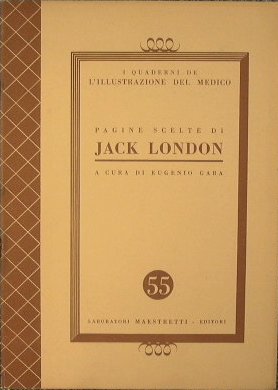 I QUADERNI DE
L'ILLUSTRAZIONE DEL MEDICO
PAGINE SCELTE DI
JACK LONDON
A CURA DI EUGENIO GARA
55
LABORATORI MAESTRETTI - EDITORI